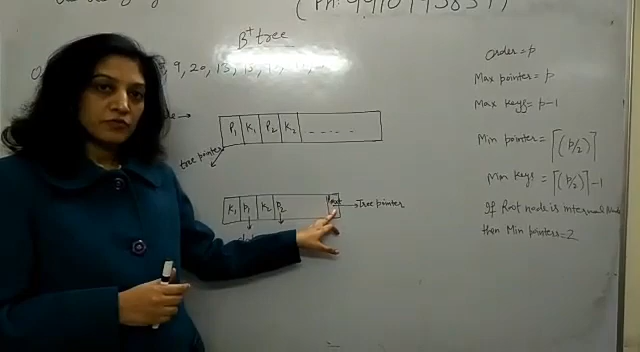 B+ tree
9, 20, 13, 15,
P1 K1 P2 K2 - - - - -
tree pointer
K1 P1 K2 P2
Tree pointer
Order = p
Max pointer = p
Max keys = p-1
Min pointer = ⌈(p/2)⌉
Min keys = ⌈(p/2)⌉-1
If Root node is internal Node
then Min pointers = 2